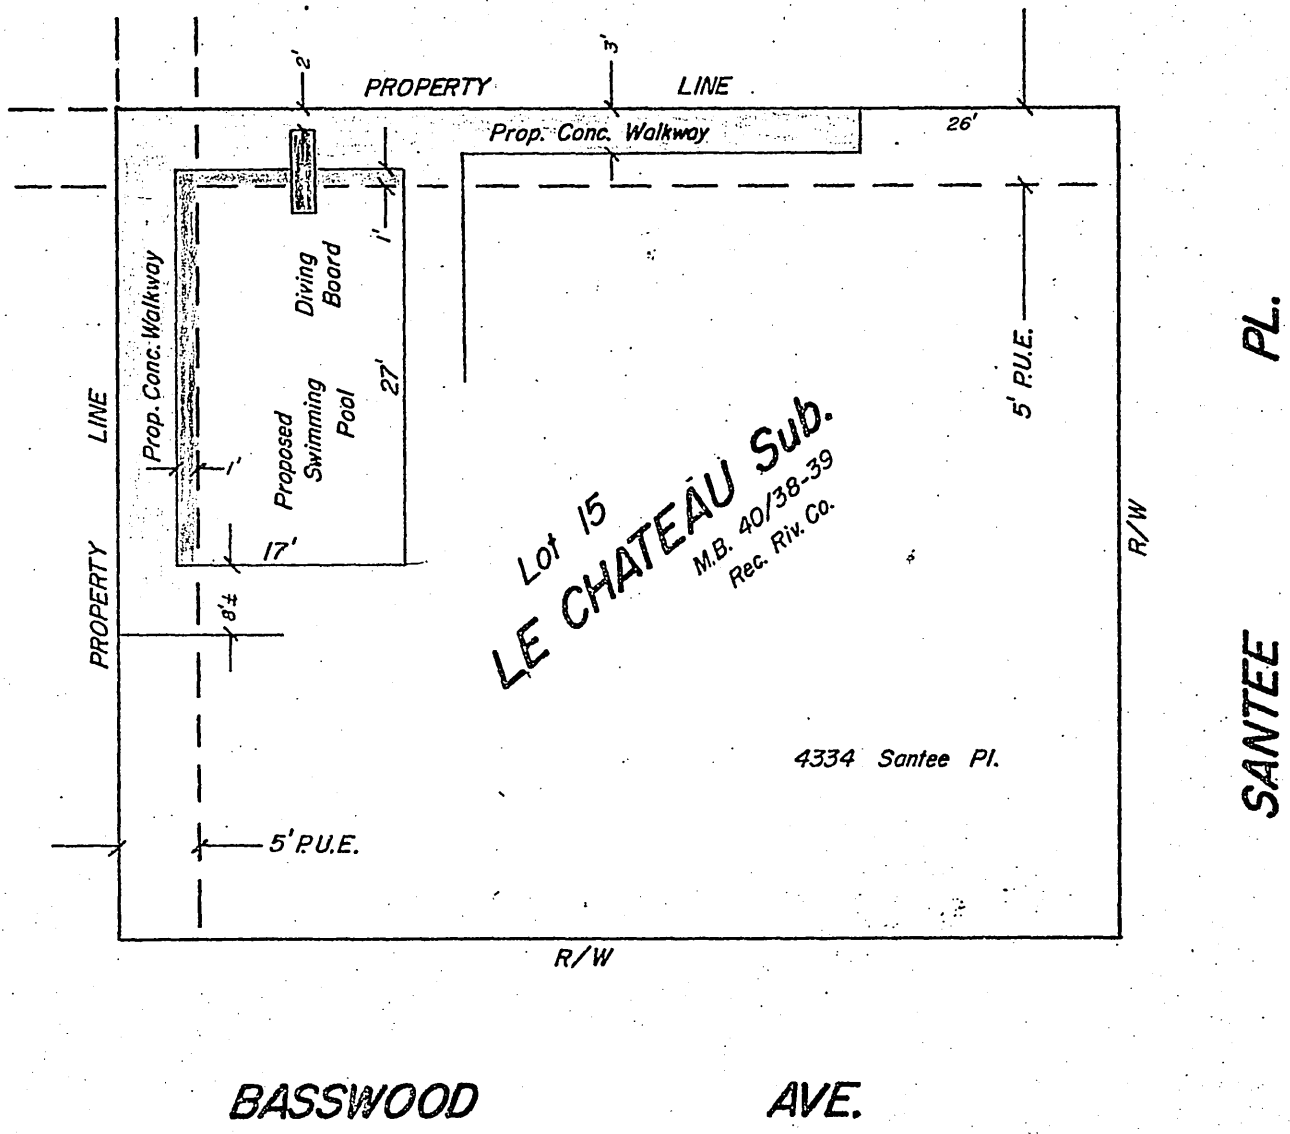 2'
3'
PROPERTY LINE
Prop. Conc. Walkway
26'
1'
Diving
Board
Prop. Conc. Walkway
27'
5' P.U.E.
PROPERTY LINE
Proposed
Swimming
Pool
1'
17'
8'±
Lot 15
LE CHATEAU Sub.
M.B. 40/38-39
Rec. Riv. Co.
R/W
SANTEE PL.
4334 Santee Pl.
5' P.U.E.
R/W
BASSWOOD AVE.